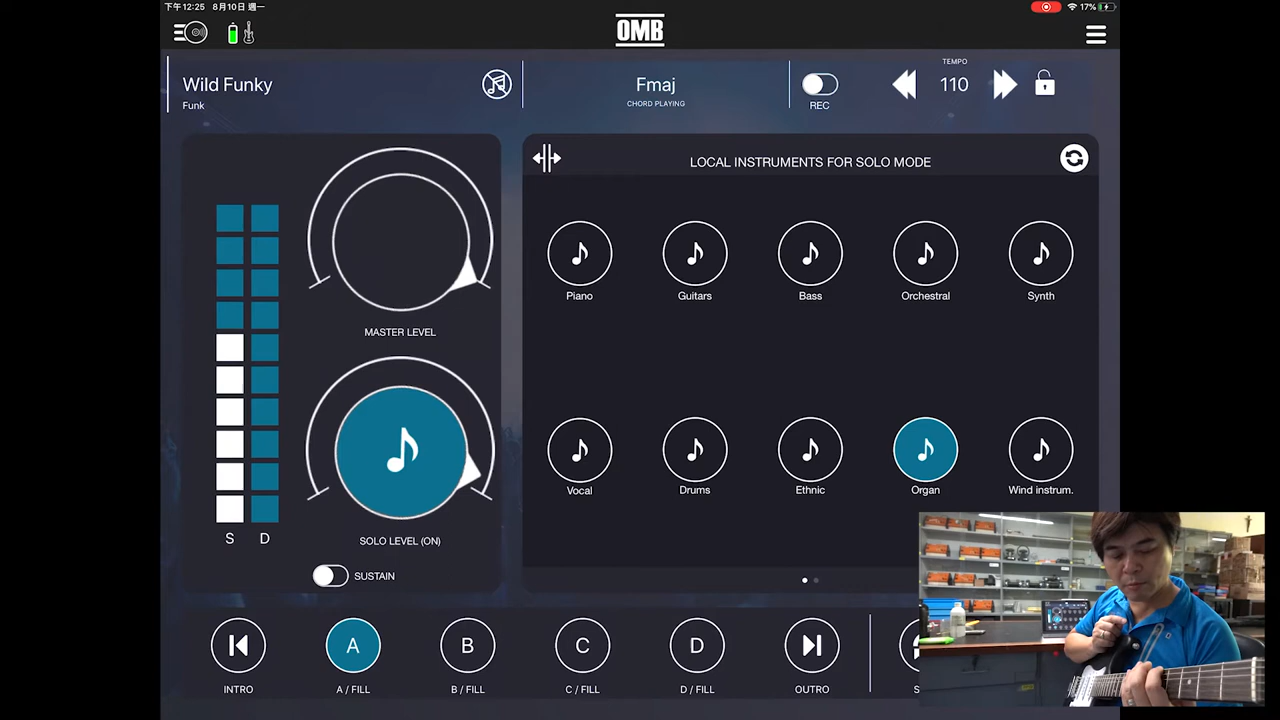 下午 12:25 8月10日 週一
17%
OMB
Wild Funky
Funk
Fmaj
CHORD PLAYING
REC
TEMPO
110
LOCAL INSTRUMENTS FOR SOLO MODE
Piano
Guitars
Bass
Orchestral
Synth
Vocal
Drums
Ethnic
Organ
Wind instrum.
MASTER LEVEL
S
D
SOLO LEVEL (ON)
SUSTAIN
A
B
C
D
INTRO
A / FILL
B / FILL
C / FILL
D / FILL
OUTRO